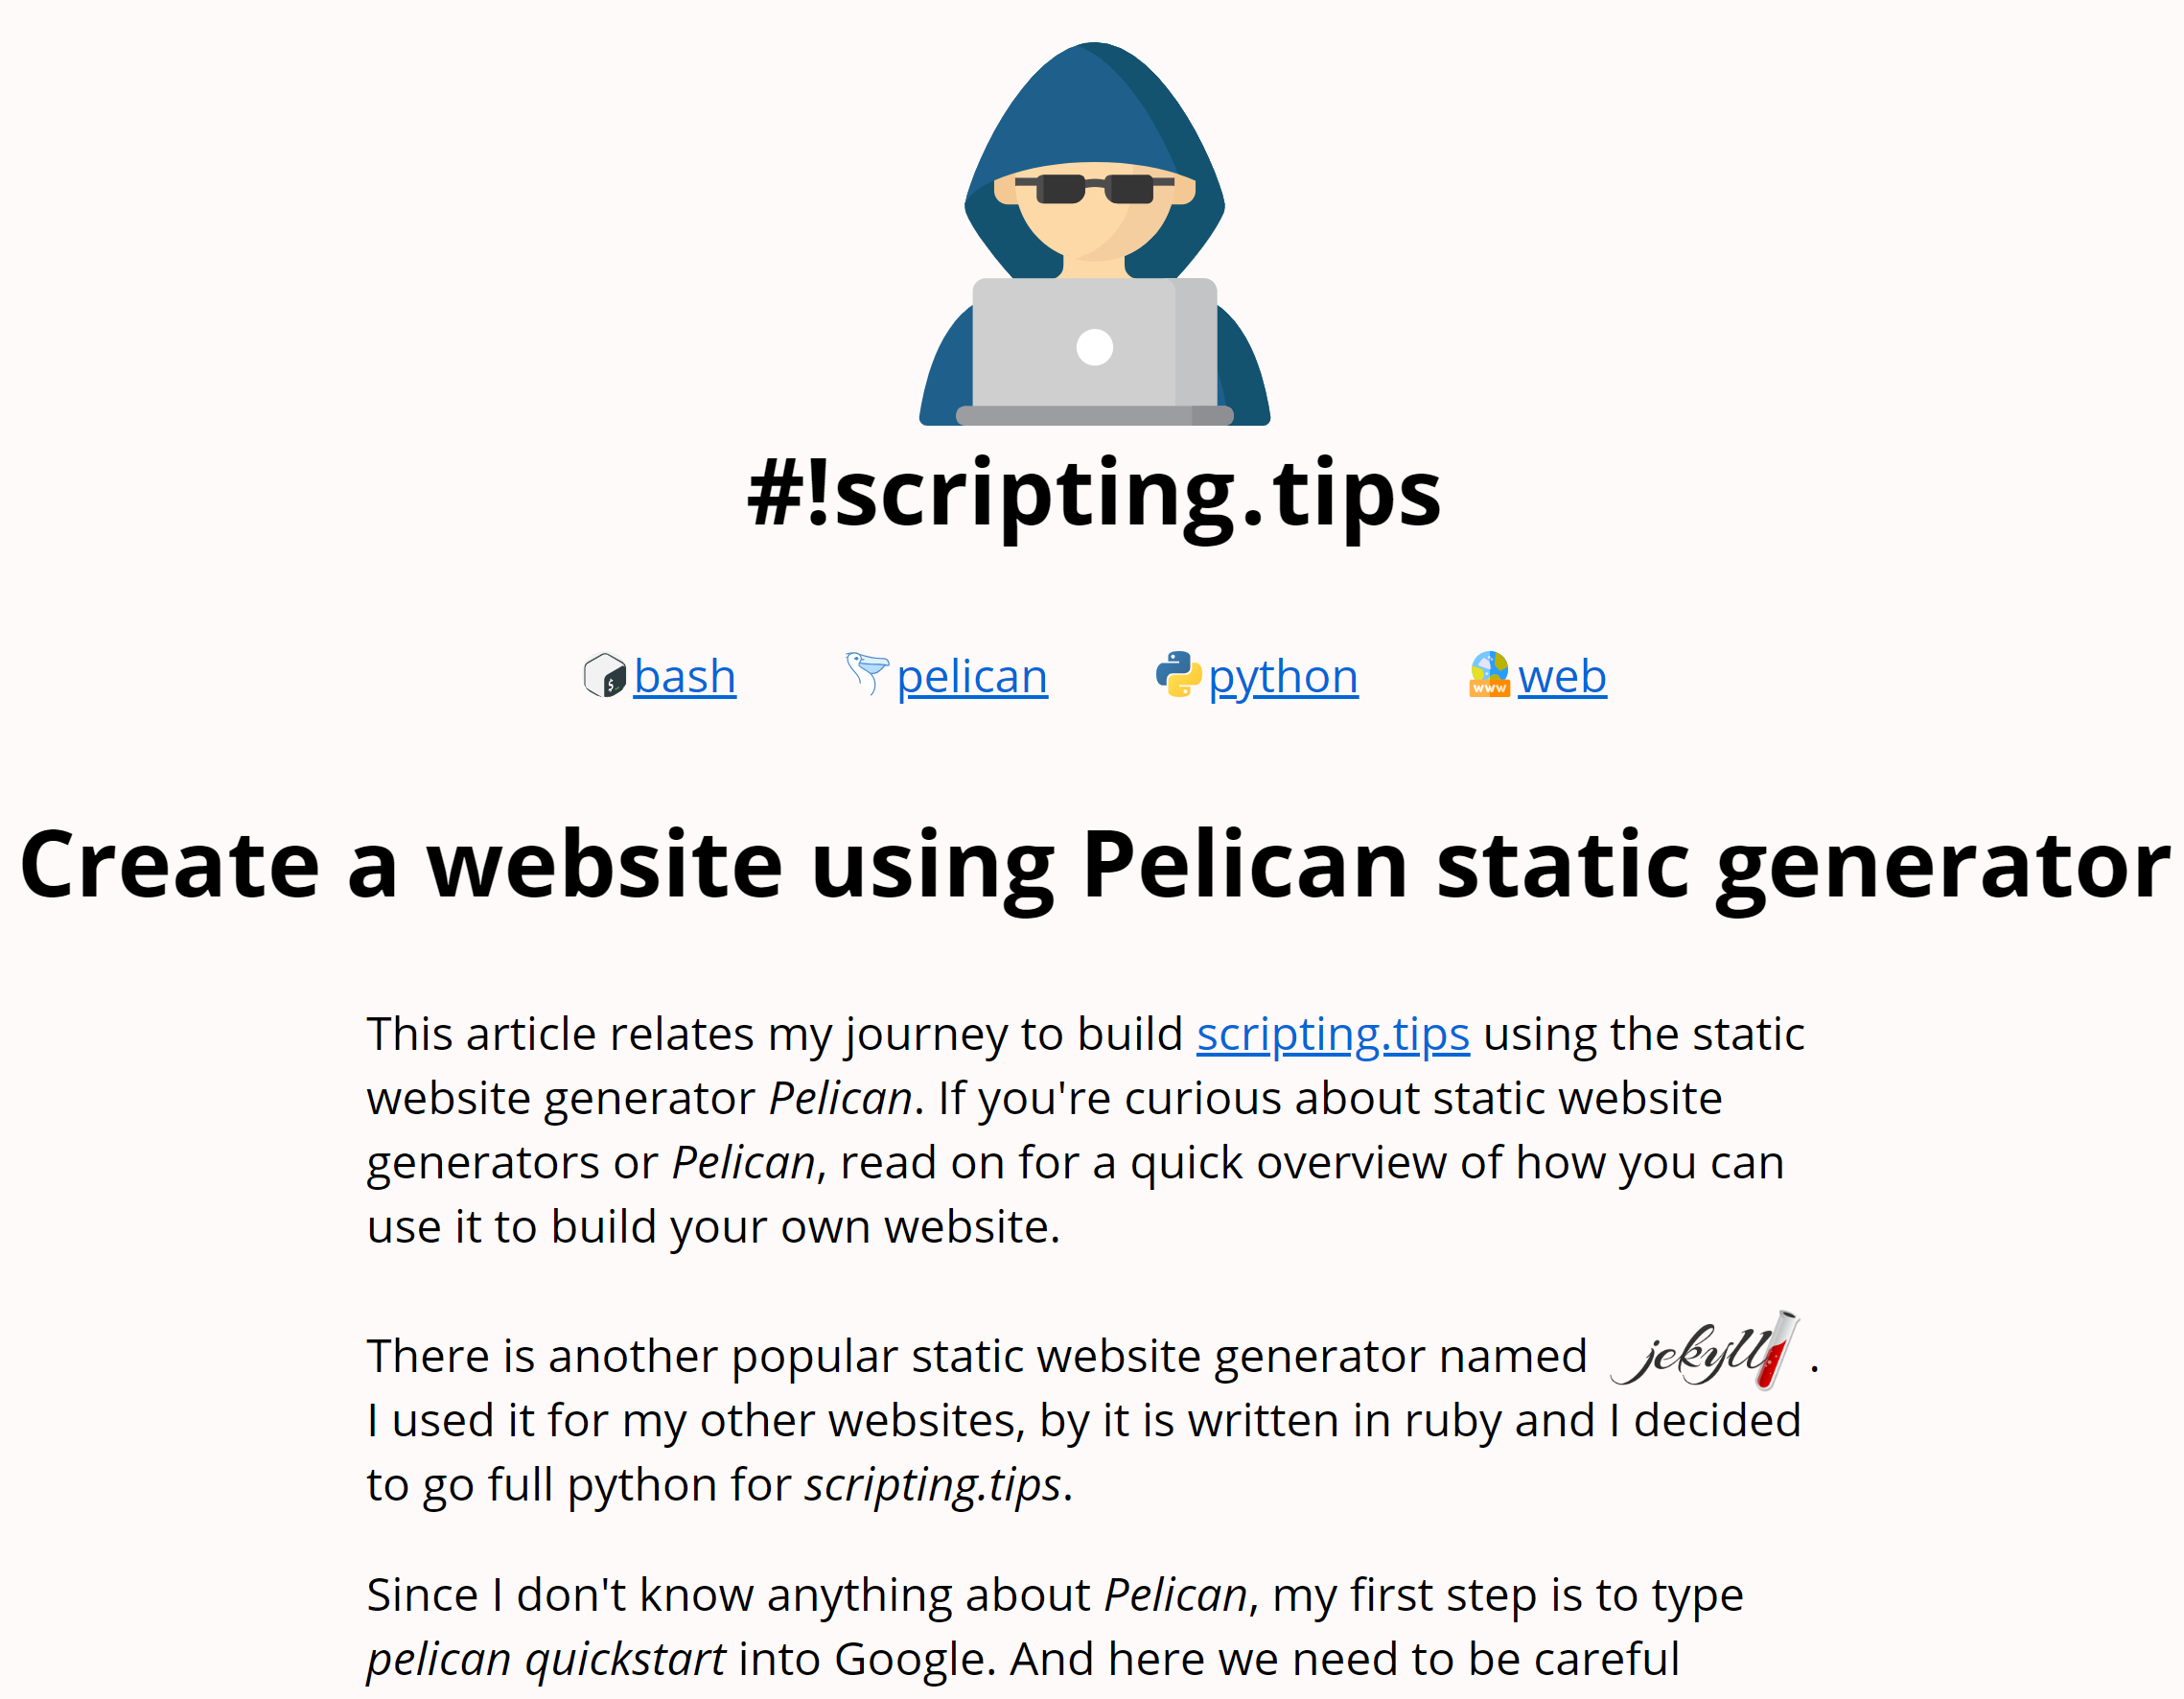 #!scripting.tips
$
bash
pelican
python
www
web
Create a website using Pelican static generator
This article relates my journey to build scripting.tips using the static
website generator Pelican. If you're curious about static website
generators or Pelican, read on for a quick overview of how you can
use it to build your own website.
There is another popular static website generator named jekyll .
I used it for my other websites, by it is written in ruby and I decided
to go full python for scripting.tips.
Since I don't know anything about Pelican, my first step is to type
pelican quickstart into Google. And here we need to be careful